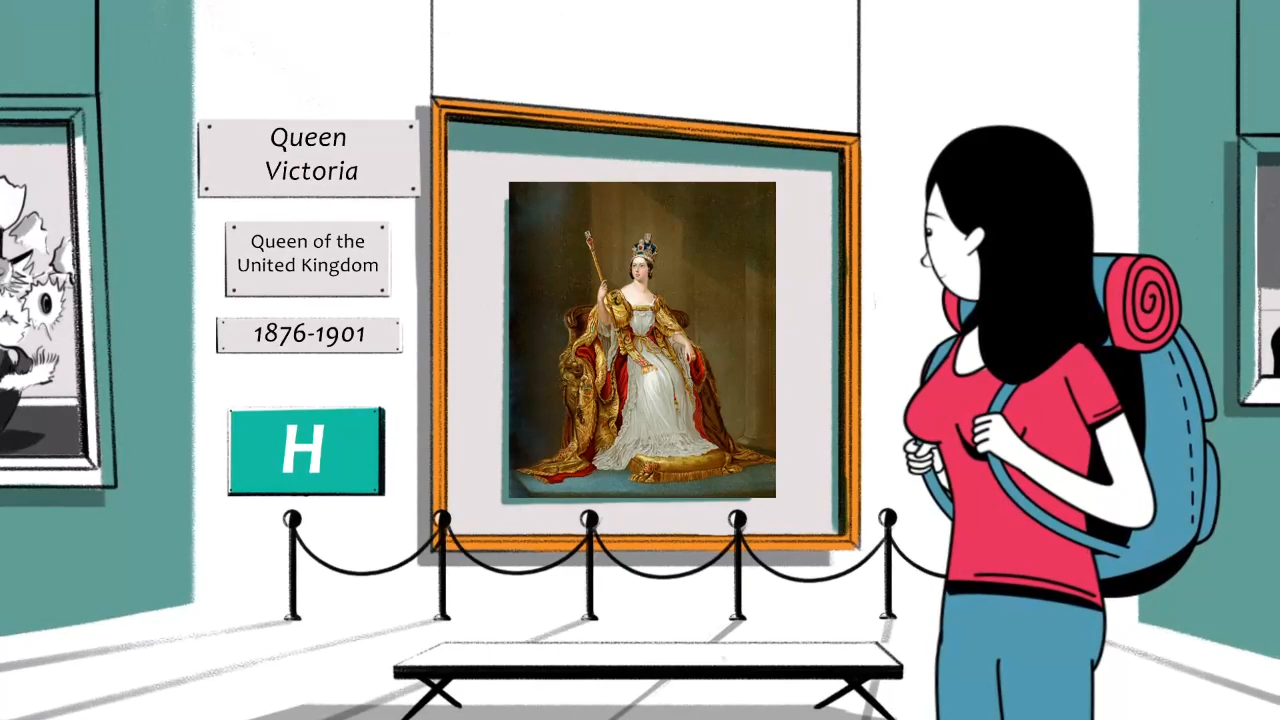 Queen
Victoria
Queen of the
United Kingdom
1876-1901
H